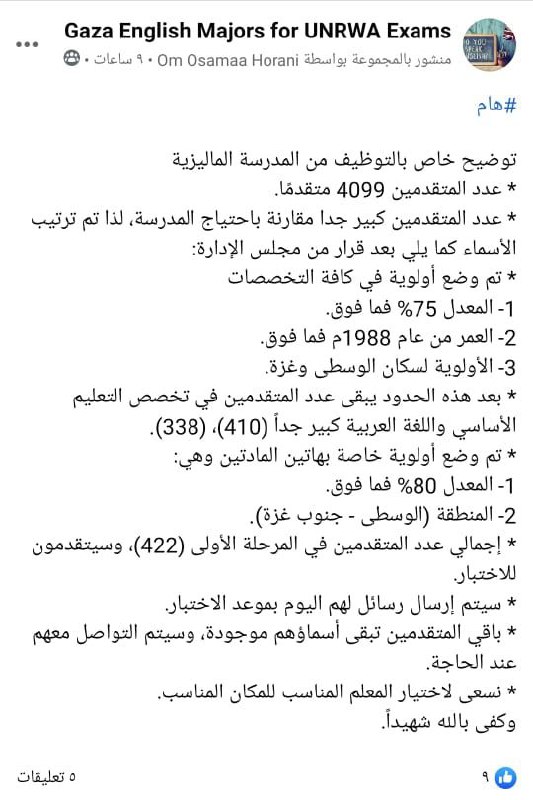 Gaza English Majors for UNRWA Exams
منشور بالمجموعة بواسطة Om Osamaa Horani • ٩ ساعات •
#هام
توضيح خاص بالتوظيف من المدرسة الماليزية
* عدد المتقدمين 4099 متقدمًا.
* عدد المتقدمين كبير جدا مقارنة باحتياج المدرسة، لذا تم ترتيب
الأسماء كما يلي بعد قرار من مجلس الإدارة:
* تم وضع أولوية في كافة التخصصات
1- المعدل 75% فما فوق.
2- العمر من عام 1988م فما فوق.
3- الأولوية لسكان الوسطى وغزة.
* بعد هذه الحدود يبقى عدد المتقدمين في تخصص التعليم
الأساسي واللغة العربية كبير جداً (410)، (338).
* تم وضع أولوية خاصة بهاتين المادتين وهي:
1- المعدل 80% فما فوق.
2- المنطقة (الوسطى - جنوب غزة).
* إجمالي عدد المتقدمين في المرحلة الأولى (422)، وسيتقدمون
للاختبار.
* سيتم إرسال رسائل لهم اليوم بموعد الاختبار.
* باقي المتقدمين تبقى أسماؤهم موجودة، وسيتم التواصل معهم
عند الحاجة.
* نسعى لاختيار المعلم المناسب للمكان المناسب.
وكفى بالله شهيداً.
٩
٥ تعليقات